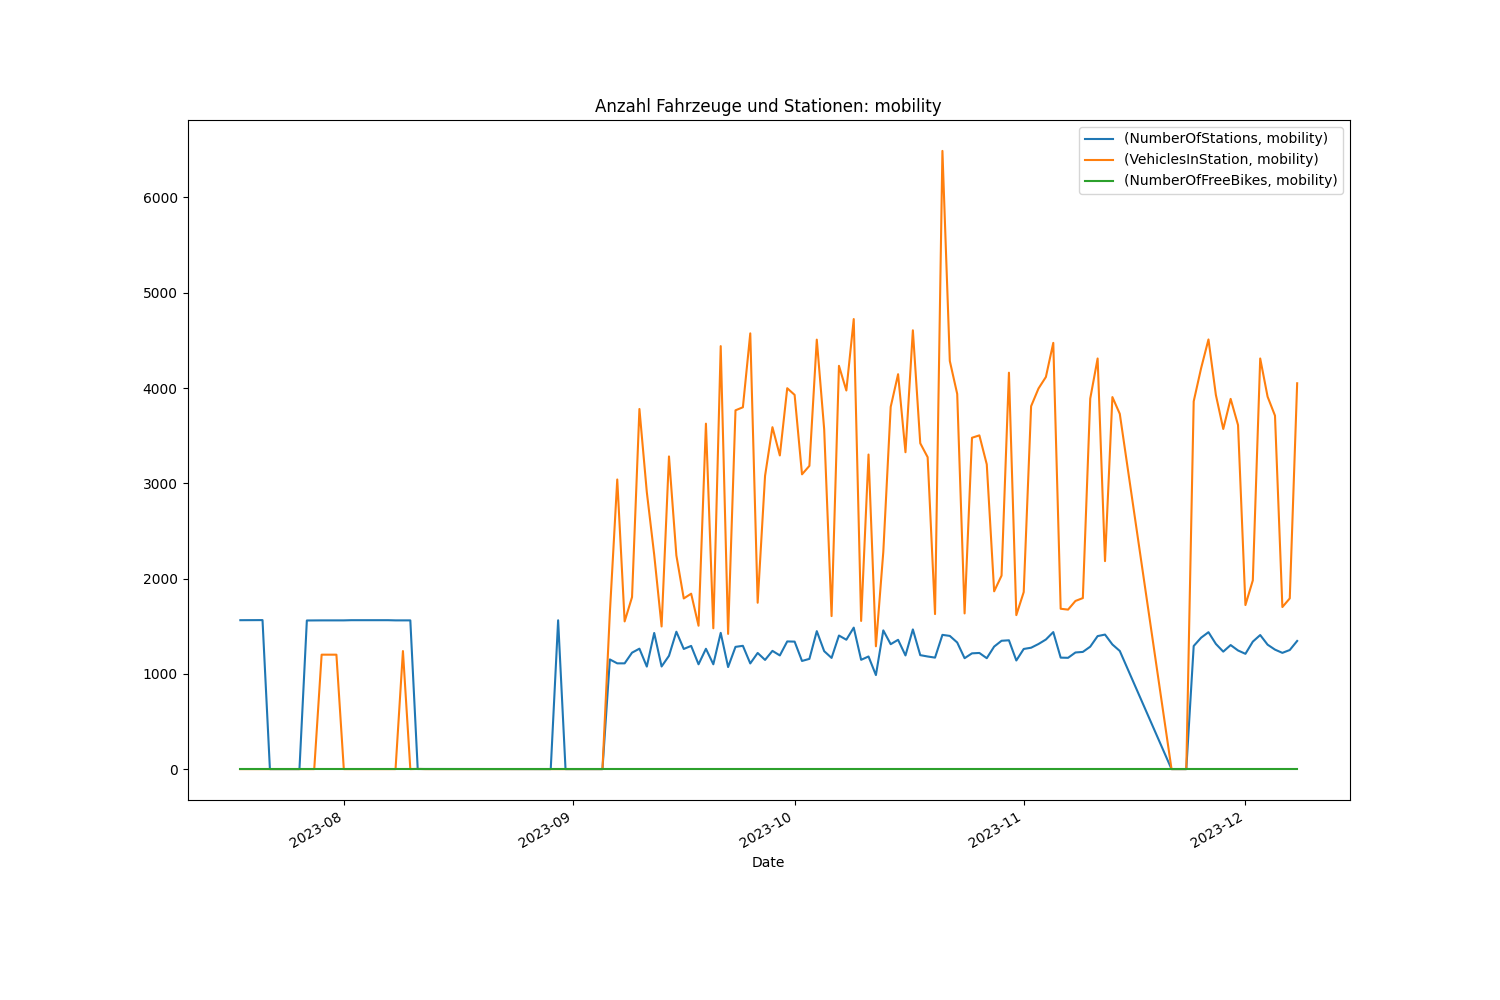 Anzahl Fahrzeuge und Stationen: mobility
(NumberOfStations, mobility)
(VehiclesInStation, mobility)
(NumberOfFreeBikes, mobility)
6000
5000
4000
3000
2000
1000
0
2023-08
2023-09
2023-10
2023-11
2023-12
Date